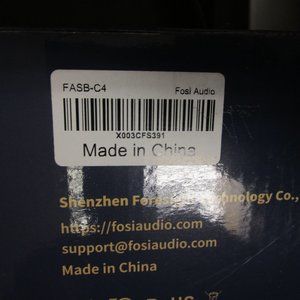 FASB-C4 Fosi Audio
X003CFS391
Made in China
Shenzhen Technology Co.,
https://fosiaudio.com
support@fosiaudio.com
Made in China